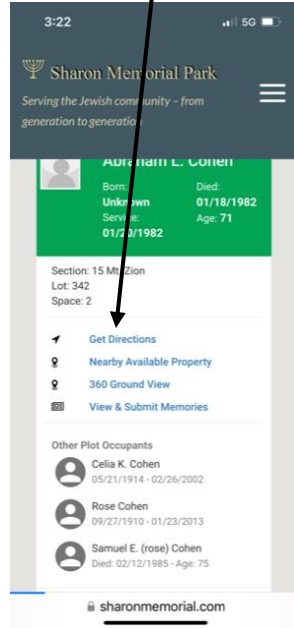 3:22
5G
Sharon Memorial Park
Serving the Jewish community – from
generation to generation
Abraham L. Cohen
Born: Died:
Unknown 01/18/1982
Service: Age: 71
01/20/1982
Section: 15 Mt. Zion
Lot: 342
Space: 2
Get Directions
Nearby Available Property
360 Ground View
View & Submit Memories
Other Plot Occupants
Celia K. Cohen
05/21/1914 - 02/26/2002
Rose Cohen
09/27/1910 - 01/23/2013
Samuel E. (rose) Cohen
Died: 02/12/1985 - Age: 75
sharonmemorial.com